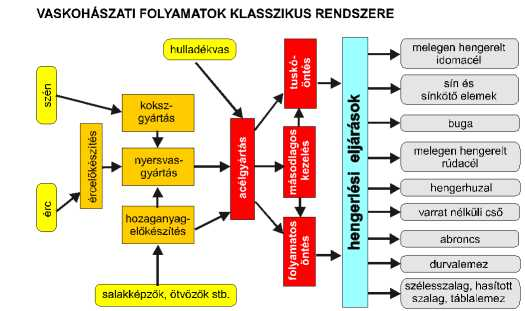 VASKOHÁSZATI FOLYAMATOK KLASSZIKUS RENDSZERE
hulladékvas
szén
koksz-
gyártás
ércelőkészítés
nyersvas-
gyártás
érc
hozaganyag-
előkészítés
salakképzők, ötvözők stb.
acélgyártás
tuskó-
öntés
másodlagos
kezelés
folyamatos
öntés
hengerlési eljárások
melegen hengerelt
idomacél
sín és
sínkötő elemek
buga
melegen hengerelt
rúdacél
hengerhuzal
varrat nélküli cső
abroncs
durvalemez
szélesszalag, hasított
szalag, táblalemez